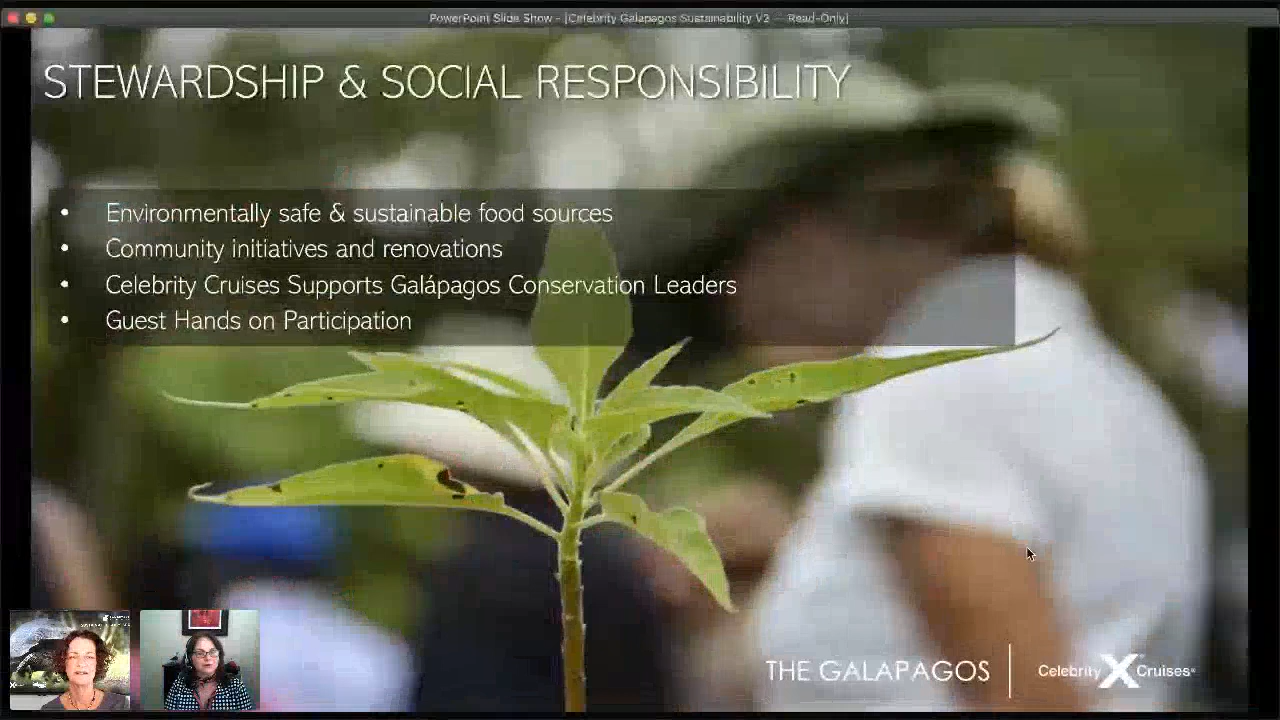 PowerPoint Slide Show - [Celebrity Galapagos Sustainability V2 — Read-Only]
STEWARDSHIP & SOCIAL RESPONSIBILITY
• Environmentally safe & sustainable food sources
• Community initiatives and renovations
• Celebrity Cruises Supports Galápagos Conservation Leaders
• Guest Hands on Participation
THE GALAPAGOS
Celebrity X Cruises®